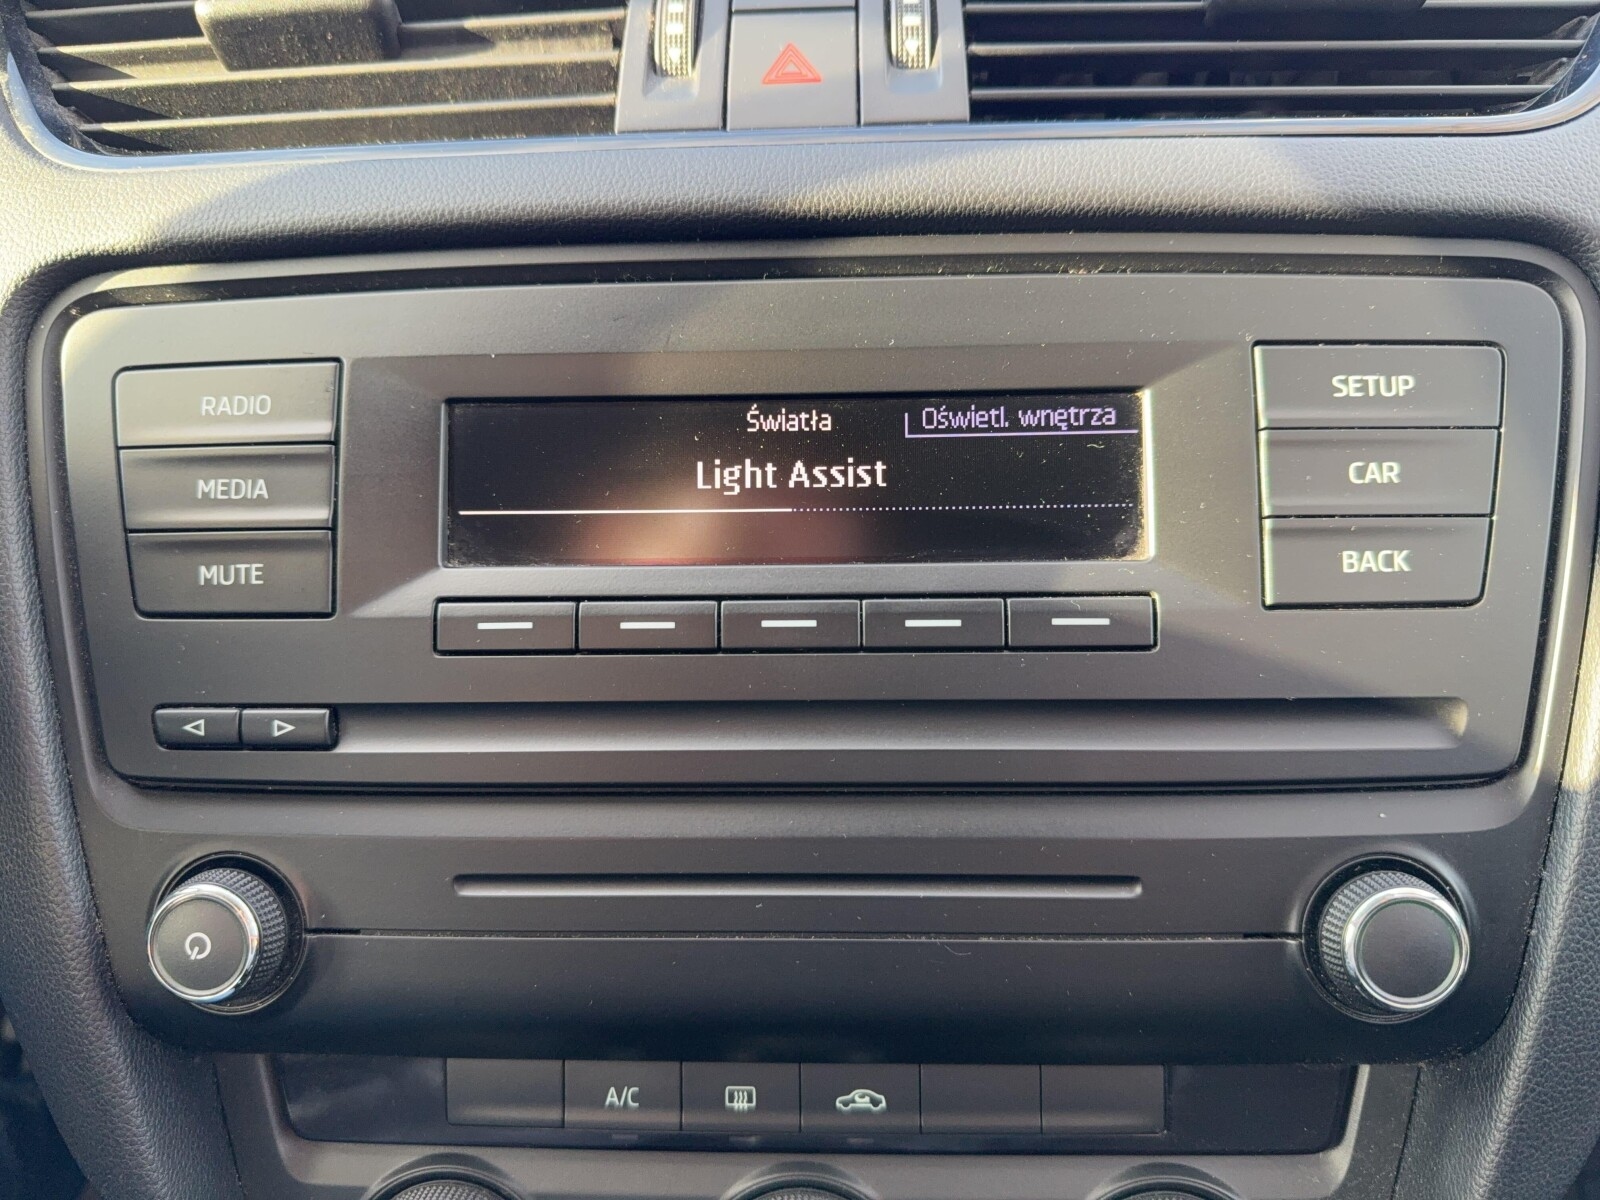 RADIO
MEDIA
MUTE
Światła
Oświetl. wnętrza
Light Assist
SETUP
CAR
BACK
A/C